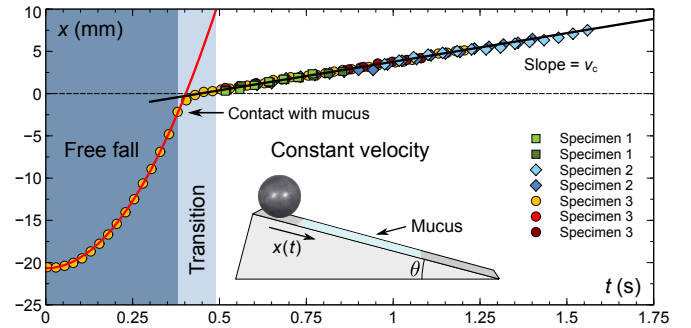 10
x (mm)
5
0
−5
−10
−15
−20
−25
Slope = vc
Contact with mucus
Free fall
Transition
Constant velocity
Specimen 1
Specimen 1
Specimen 2
Specimen 2
Specimen 3
Specimen 3
Specimen 3
Mucus
x(t)
θ
t (s)
0 0.25 0.5 0.75 1.0 1.25 1.5 1.75